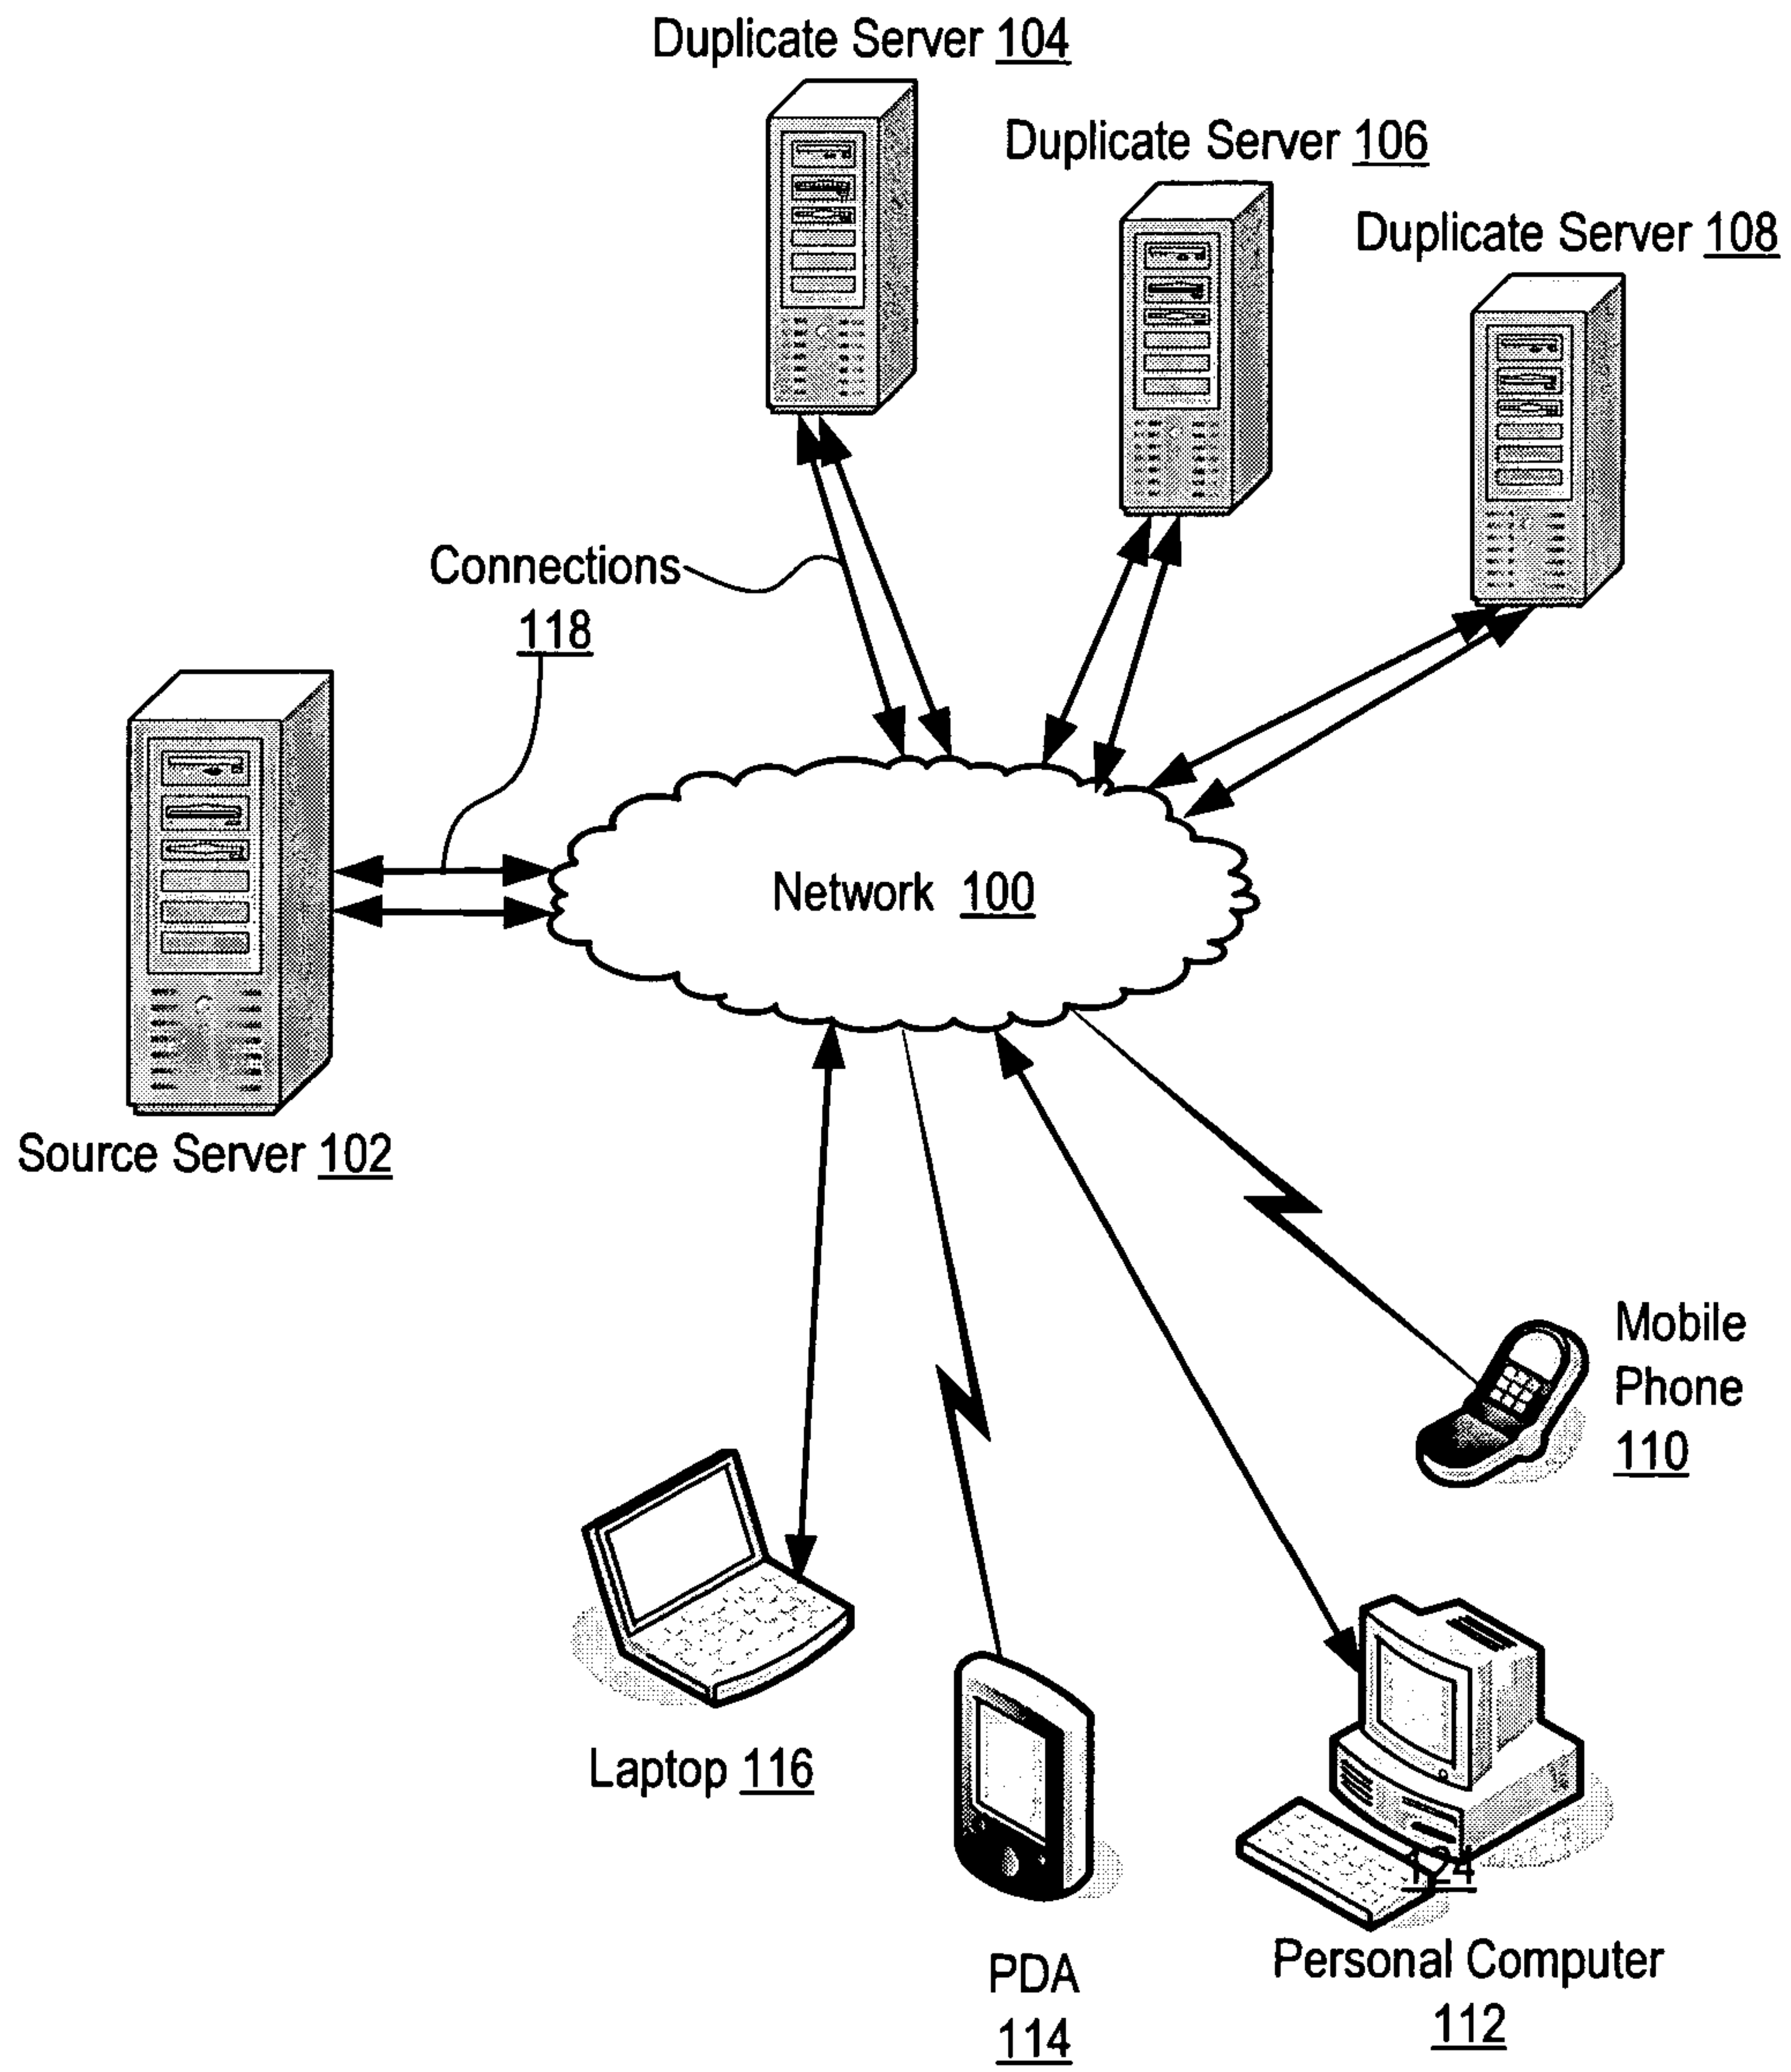 Duplicate Server 104
Duplicate Server 106
Duplicate Server 108
Connections
118
Network 100
Source Server 102
Mobile
Phone
110
Laptop 116
124
PDA
114
Personal Computer
112